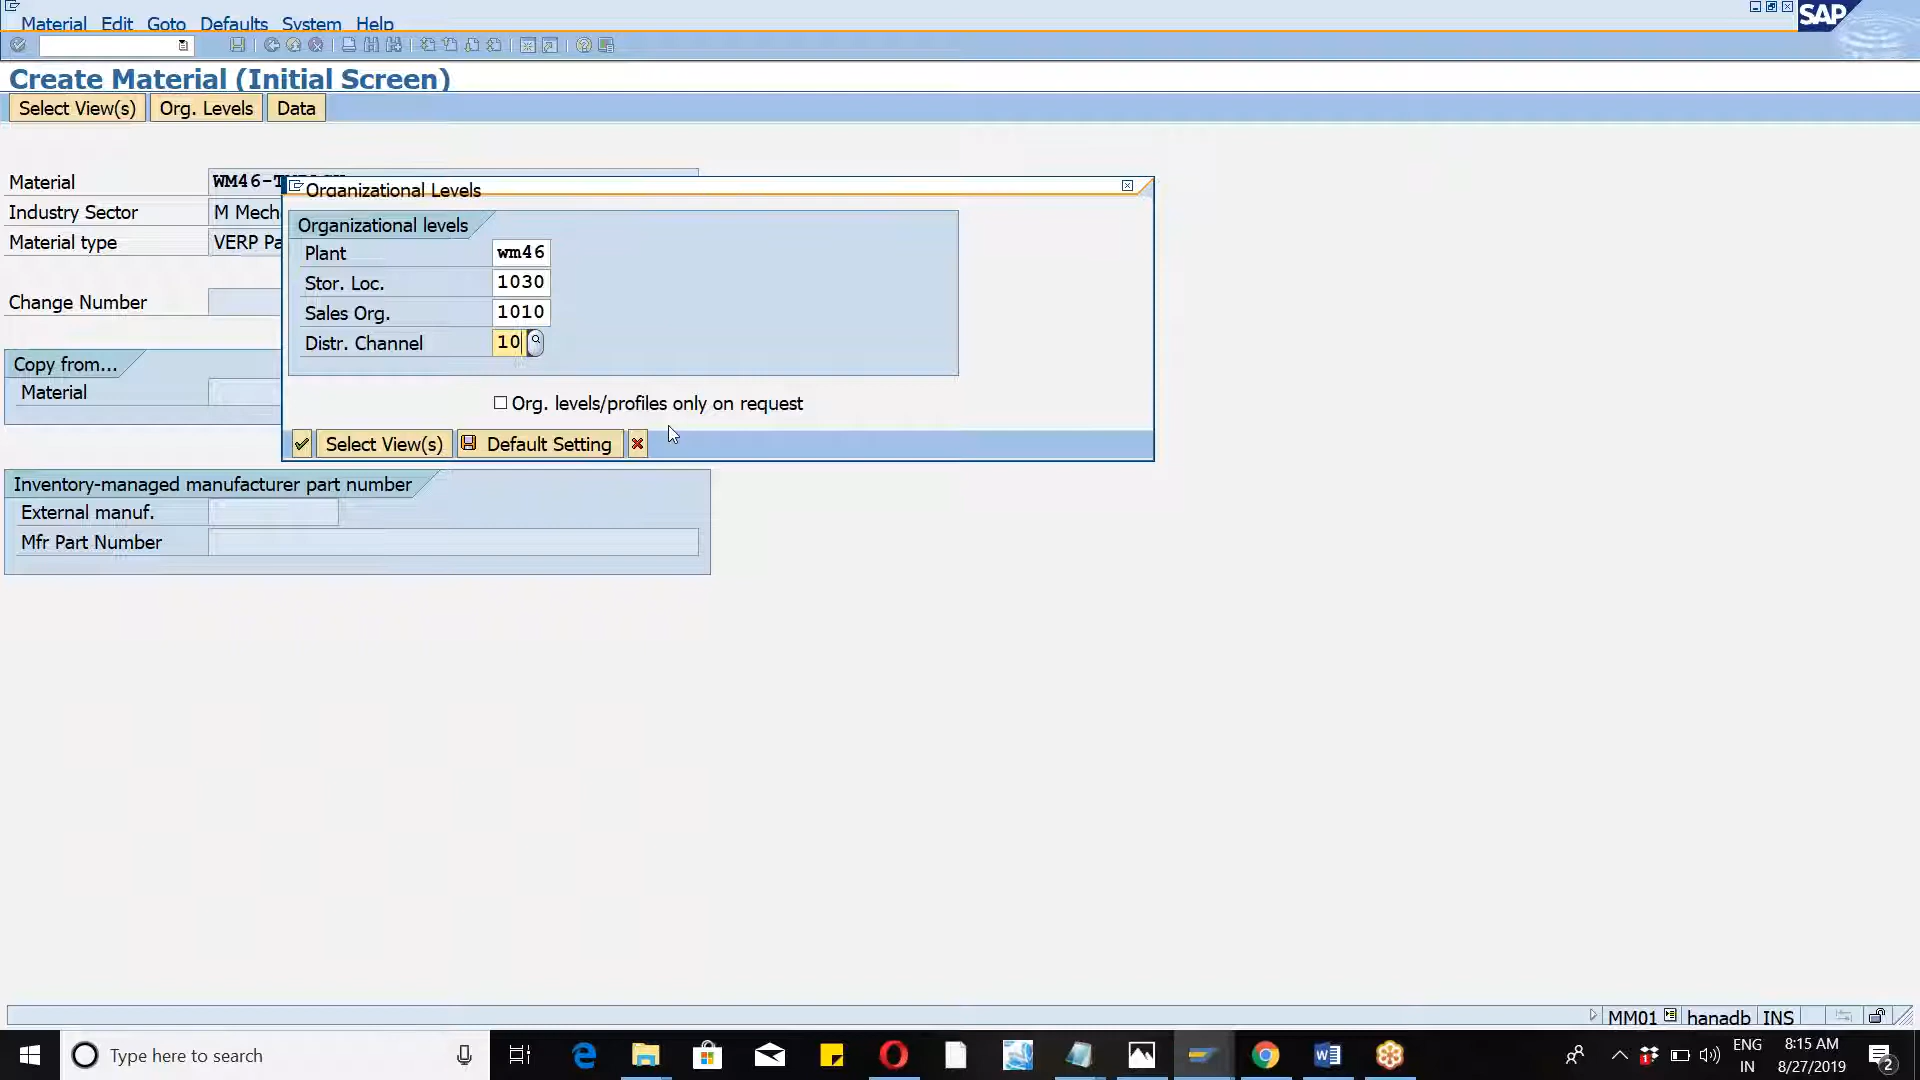 Material Edit Goto Defaults System Help
SAP
Create Material (Initial Screen)
Select View(s) Org. Levels Data
Material WM46-
Organizational Levels
Industry Sector M Mech
Organizational levels
Material type VERP Pa
Plant wm46
Stor. Loc. 1030
Change Number
Sales Org. 1010
Distr. Channel 10
Copy from...
Material
Org. levels/profiles only on request
Select View(s) Default Setting
Inventory-managed manufacturer part number
External manuf.
Mfr Part Number
MM01 hanadb INS
Type here to search
ENG
IN
8:15 AM
8/27/2019
2